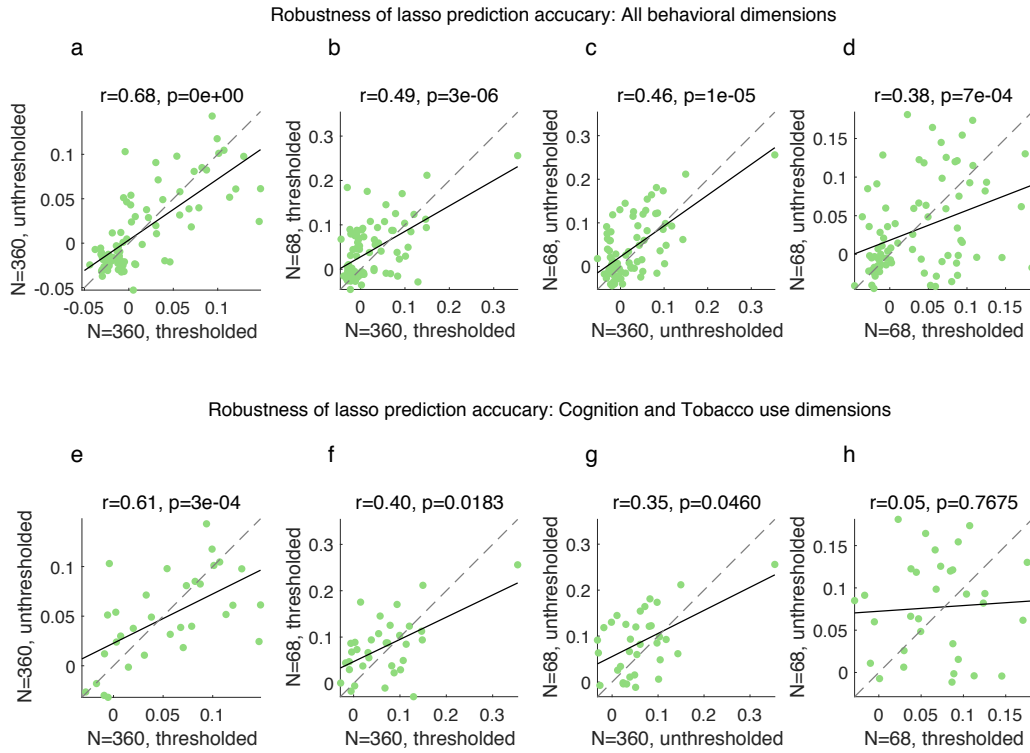 Robustness of lasso prediction accucary: All behavioral dimensions
a
b
c
d
r=0.68, p=0e+00
r=0.49, p=3e-06
r=0.46, p=1e-05
r=0.38, p=7e-04
N=360, unthresholded
0.1
0.05
0
-0.05
-0.05
0
0.05
0.1
N=360, thresholded
N=68, thresholded
0.3
0.2
0.1
0
0
0.1
0.2
0.3
N=360, thresholded
N=68, unthresholded
0.3
0.2
0.1
0
0
0.1
0.2
0.3
N=360 unthresholded
N=68, unthresholded
0.15
0.1
0.05
0
0
0.05
0.1
0.15
N=68, thresholded
Robustness of lasso prediction accucary: Cognition and Tobacco use dimensions
e
f
g
h
r=0.61, p=3e-04
r=0.40, p=0.0183
r=0.35, p=0.0460
r=0.05, p=0.7675
N=360, unthresholded
0.1
0.05
0
0
0.1
N=360, thresholded
N=68, thresholded
0.3
0.2
0.1
0
0
0.1
0.2
0.3
N=360, thresholded
N=68, unthresholded
0.3
0.2
0.1
0
0
0.1
0.2
0.3
N=360, unthresholded
N=68, unthresholded
0.15
0.1
0.05
0
0
0.05
0.1
0.15
N=68, thresholded